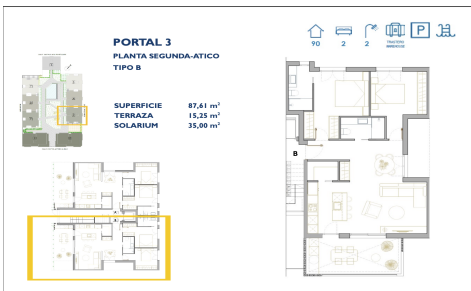 PORTAL 3
PLANTA SEGUNDA-ATICO
TIPO B
SUPERFICIE 87,61 m²
TERRAZA 15,25 m²
SOLARIUM 35,00 m²
90
2
2
TRASTERO
P
B